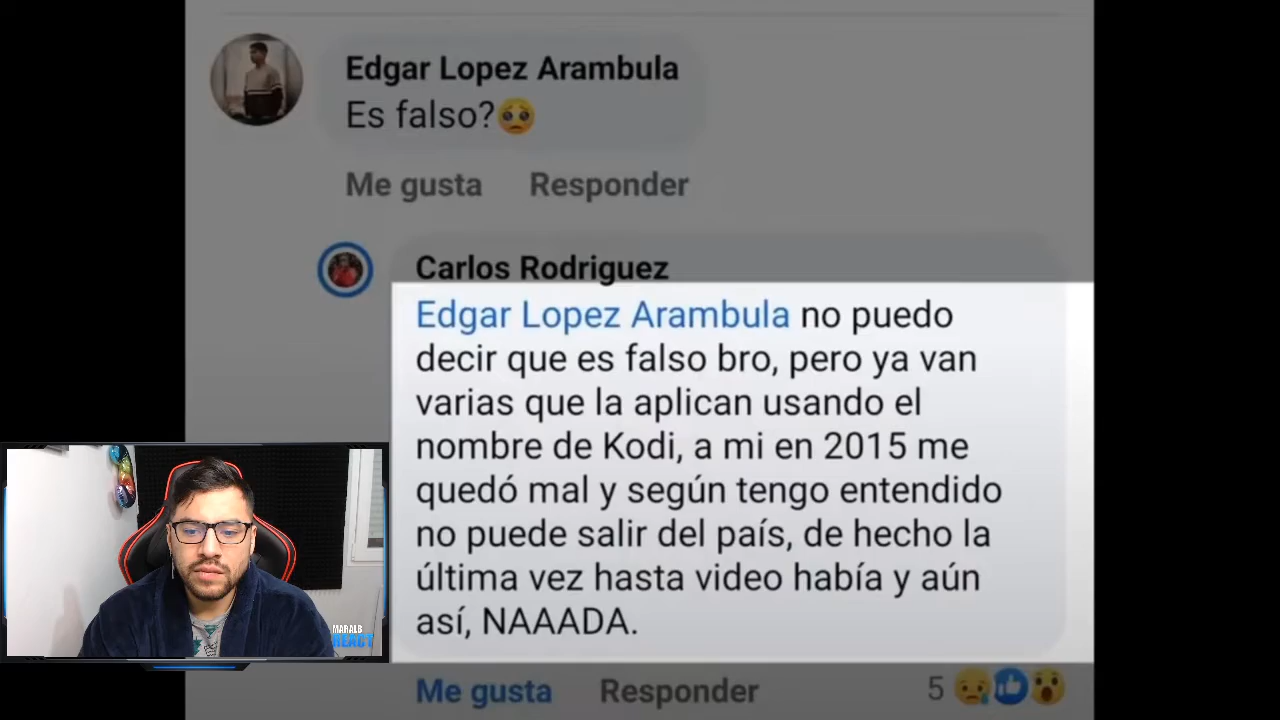 Edgar Lopez Arambula
Es falso?🥺
Me gusta Responder
Carlos Rodriguez
Edgar Lopez Arambula no puedo
decir que es falso bro, pero ya van
varias que la aplican usando el
nombre de Kodi, a mi en 2015 me
quedó mal y según tengo entendido
no puede salir del país, de hecho la
última vez hasta video había y aún
así, NAAADA.
MARALB
REACT
Me gusta Responder 5